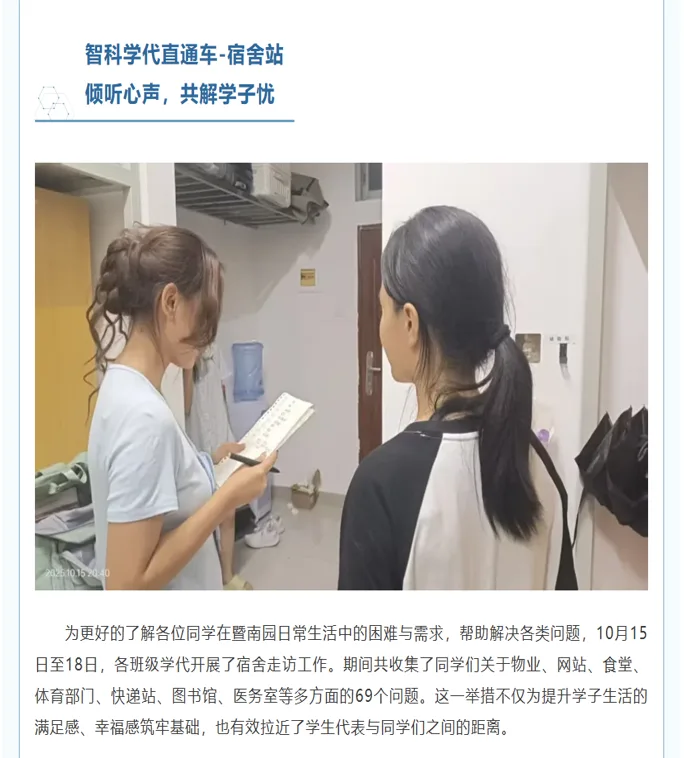 智科学代直通车-宿舍站
倾听心声，共解学子忧
2025.10.15 20:40
为更好的了解各位同学在暨南园日常生活中的困难与需求，帮助解决各类问题，10月15
日至18日，各班级学代开展了宿舍走访工作。期间共收集了同学们关于物业、网站、食堂、
体育部门、快递站、图书馆、医务室等多方面的69个问题。这一举措不仅为提升学子生活的
满足感、幸福感筑牢基础，也有效拉近了学生代表与同学们之间的距离。